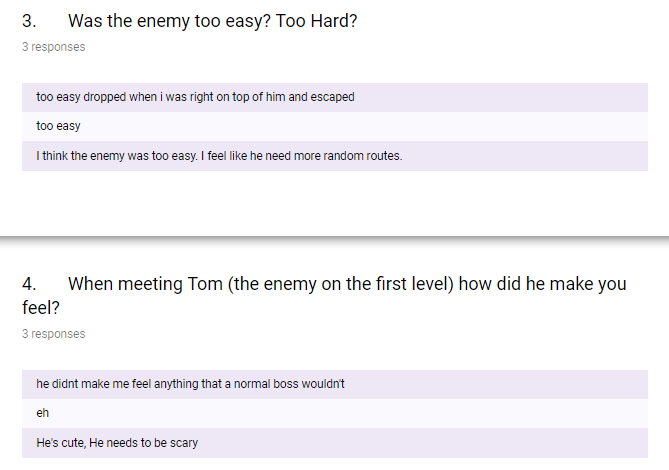 3. Was the enemy too easy? Too Hard?
3 responses
too easy dropped when i was right on top of him and escaped
too easy
I think the enemy was too easy. I feel like he need more random routes.
4. When meeting Tom (the enemy on the first level) how did he make you
feel?
3 responses
he didnt make me feel anything that a normal boss wouldn't
eh
He's cute, He needs to be scary